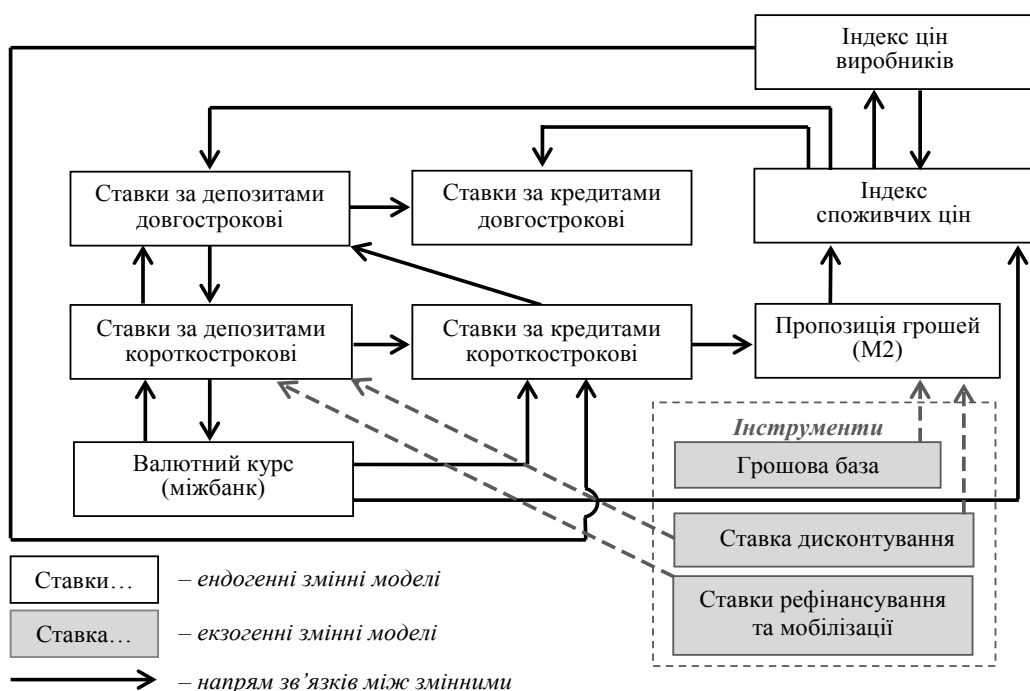 Індекс цін
виробників
Ставки за депозитами
довгострокові
Ставки за кредитами
довгострокові
Індекс
споживчих цін
Ставки за депозитами
короткострокові
Ставки за кредитами
короткострокові
Пропозиція грошей
(М2)
Валютний курс
(міжбанк)
Інструменти
Грошова база
Ставка дисконтування
Ставки рефінансування
та мобілізації
Ставки…
– ендогенні змінні моделі
Ставка…
– екзогенні змінні моделі
– напрям зв’язків між змінними